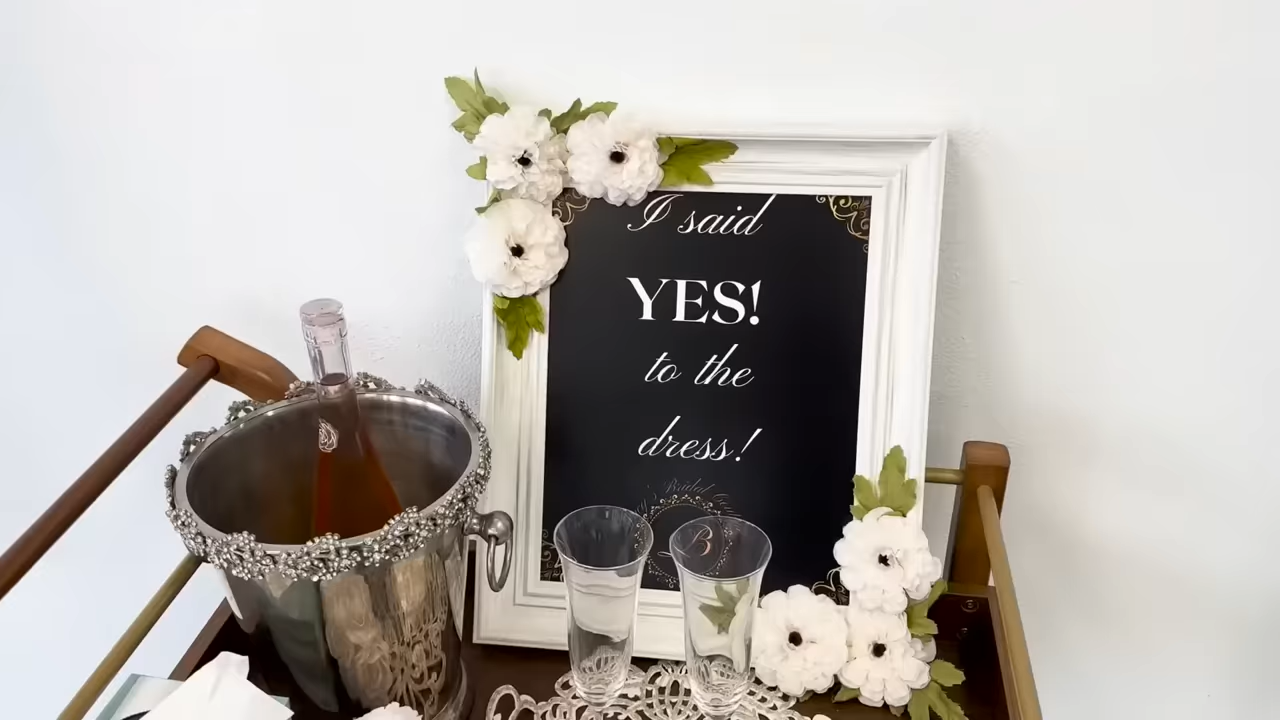 I said
YES!
to the
dress!
Bridal
B